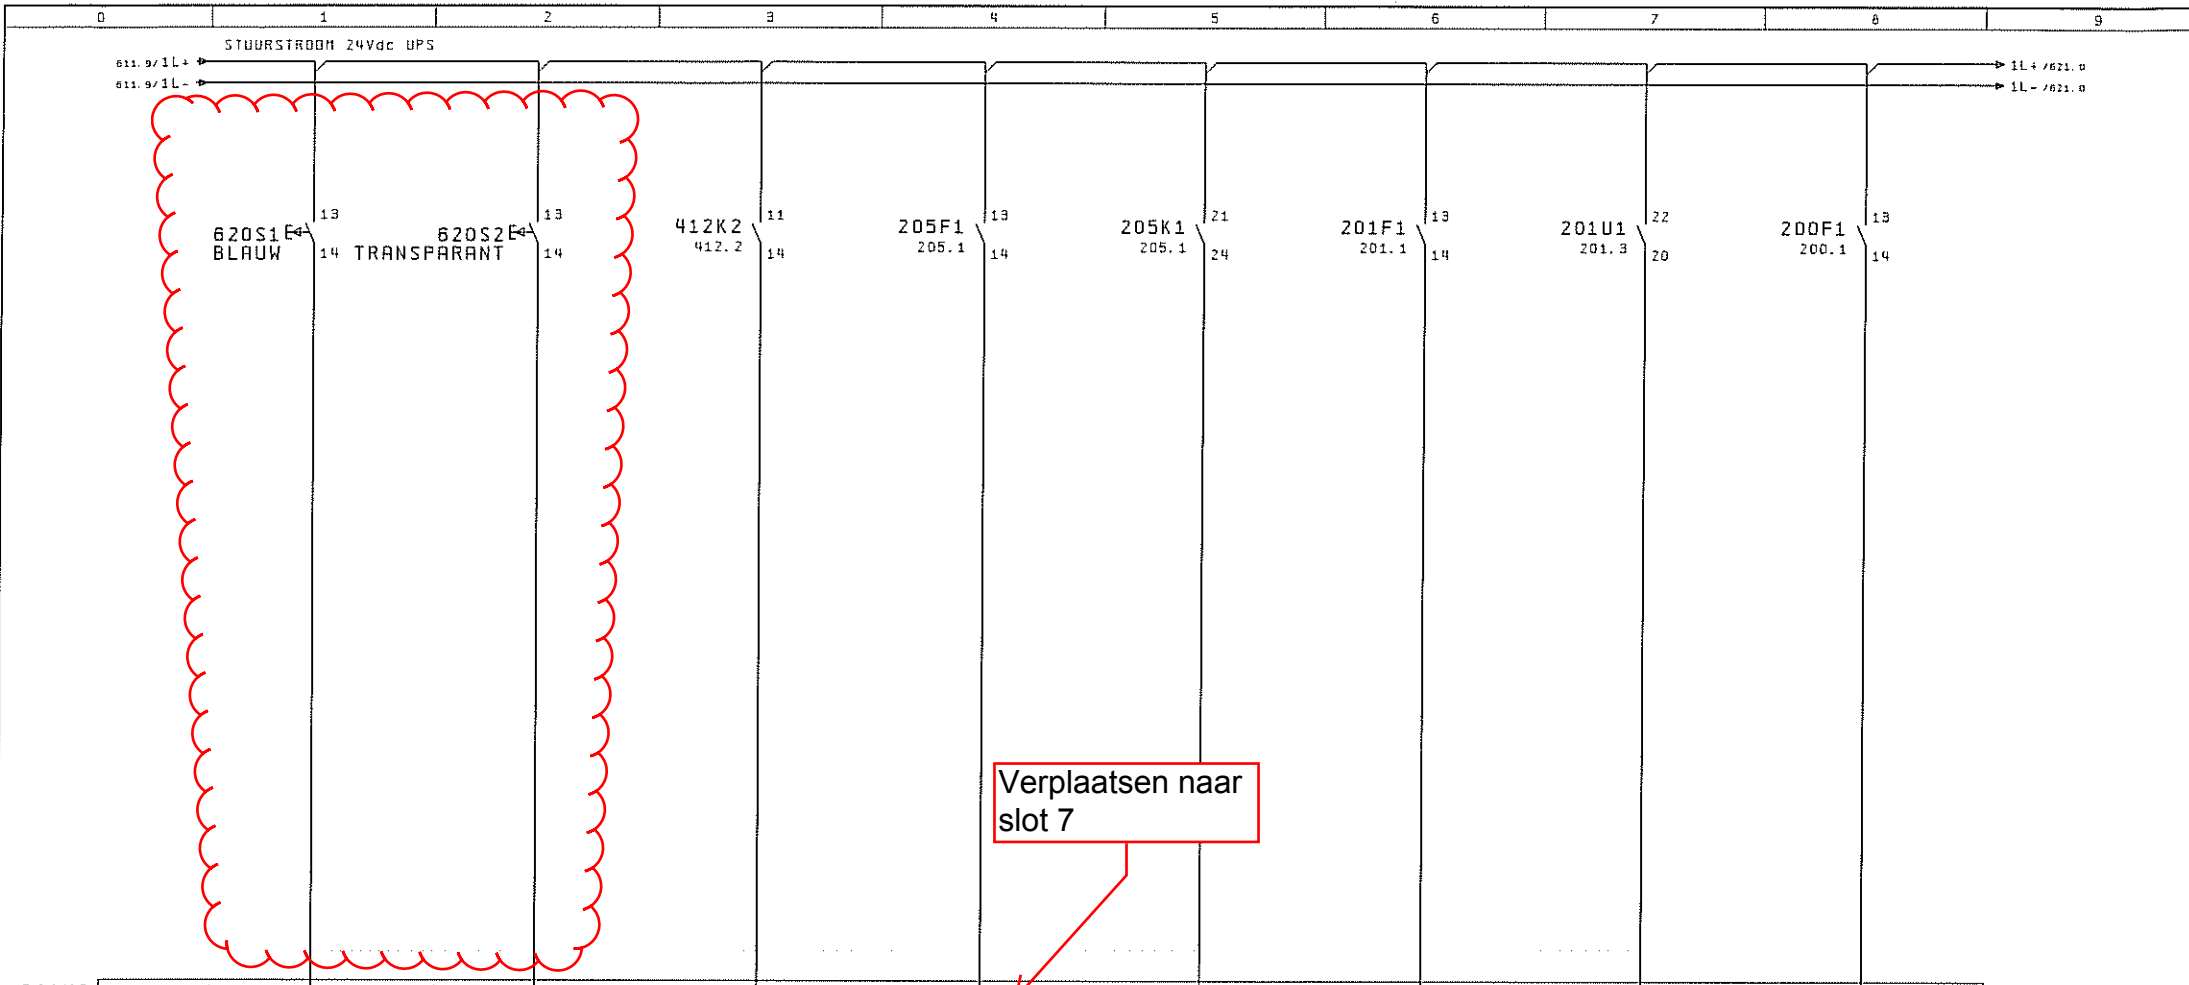 0 1 2 3 4 5 6 7 8 9
STUURSTROOM 24Vdc UPS
611.9/1L+ 1L+/621.0
611.9/1L- 1L-/621.0
13 13 11 13 21 13 22 13
620S1 620S2 412K2 205F1 205K1 201F1 201U1 200F1
412.2 205.1 205.1 201.1 201.3 200.1
BLAUW 14 TRANSPARANT 14 14 14 24 14 20 14
Verplaatsen naar
slot 7